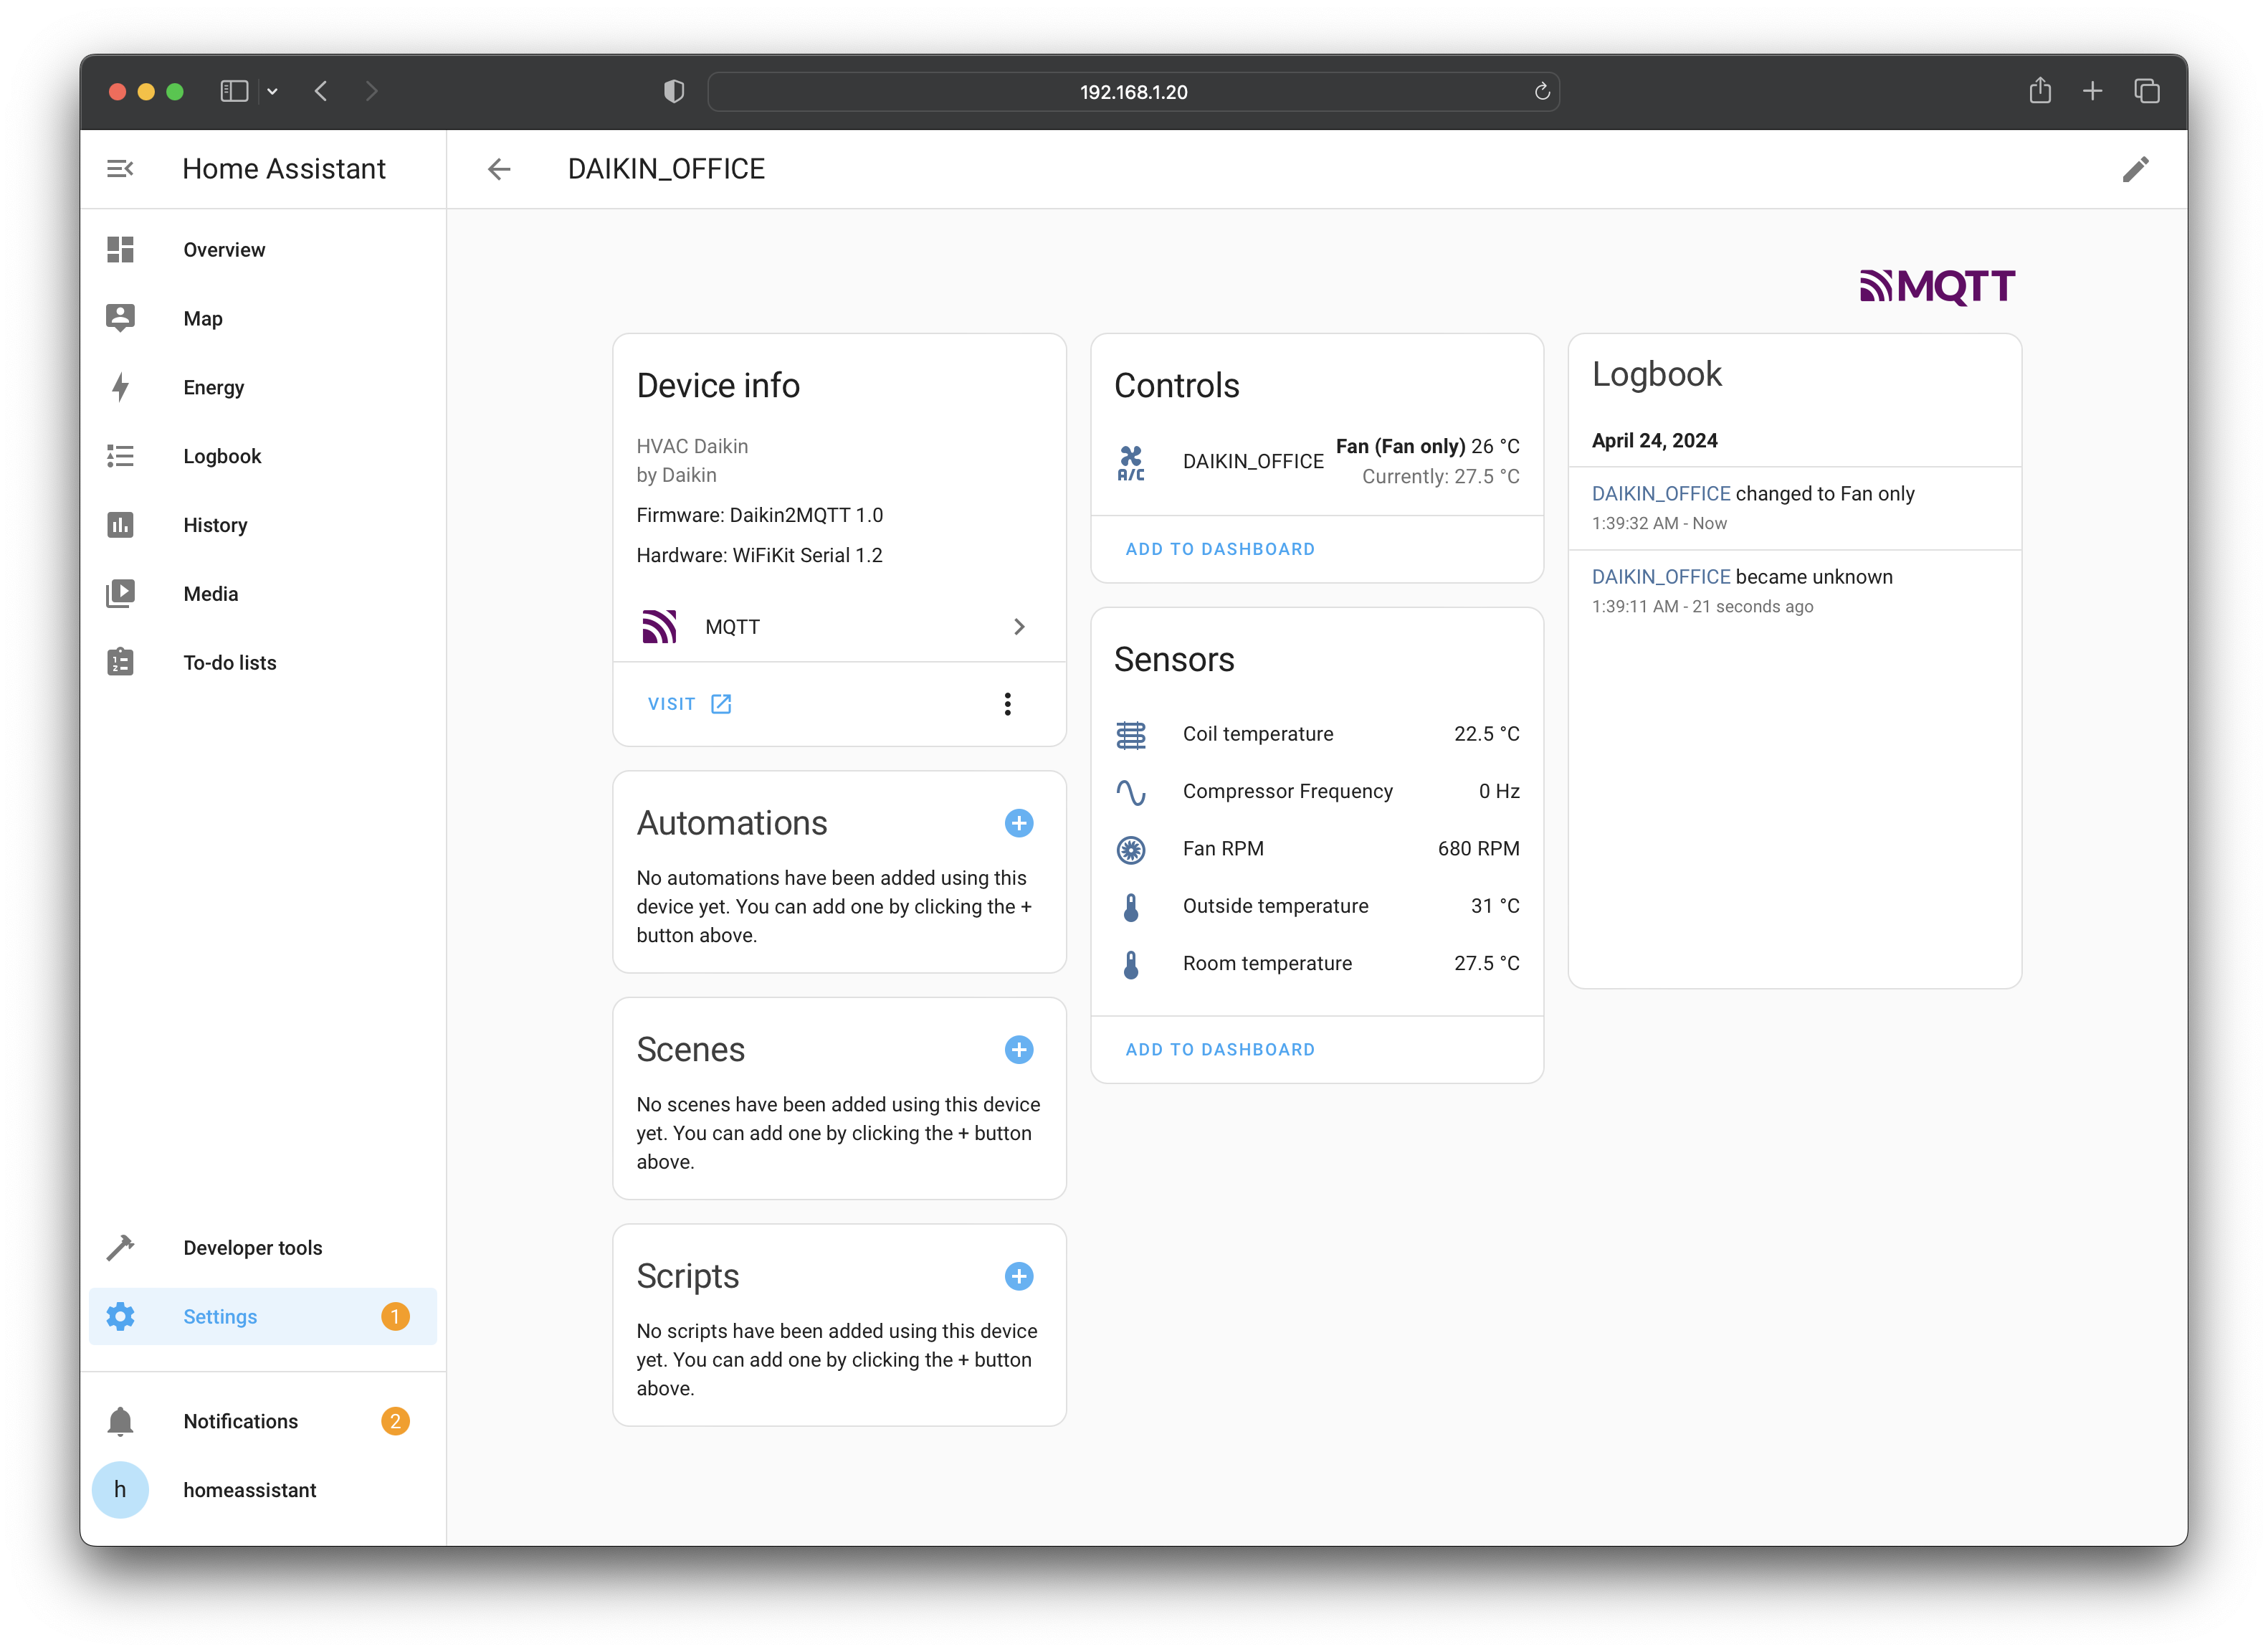 192.168.1.20
Home Assistant
DAIKIN_OFFICE
Overview
Map
Energy
Logbook
History
Media
To-do lists
Developer tools
Settings 1
Notifications 2
h homeassistant
MQTT
Device info
HVAC Daikin
by Daikin
Firmware: Daikin2MQTT 1.0
Hardware: WiFiKit Serial 1.2
MQTT
VISIT
Automations
No automations have been added using this
device yet. You can add one by clicking the +
button above.
Scenes
No scenes have been added using this device
yet. You can add one by clicking the + button
above.
Scripts
No scripts have been added using this device
yet. You can add one by clicking the + button
above.
Controls
A/C DAIKIN_OFFICE Fan (Fan only) 26 °C
Currently: 27.5 °C
ADD TO DASHBOARD
Sensors
Coil temperature 22.5 °C
Compressor Frequency 0 Hz
Fan RPM 680 RPM
Outside temperature 31 °C
Room temperature 27.5 °C
ADD TO DASHBOARD
Logbook
April 24, 2024
DAIKIN_OFFICE changed to Fan only
1:39:32 AM - Now
DAIKIN_OFFICE became unknown
1:39:11 AM - 21 seconds ago